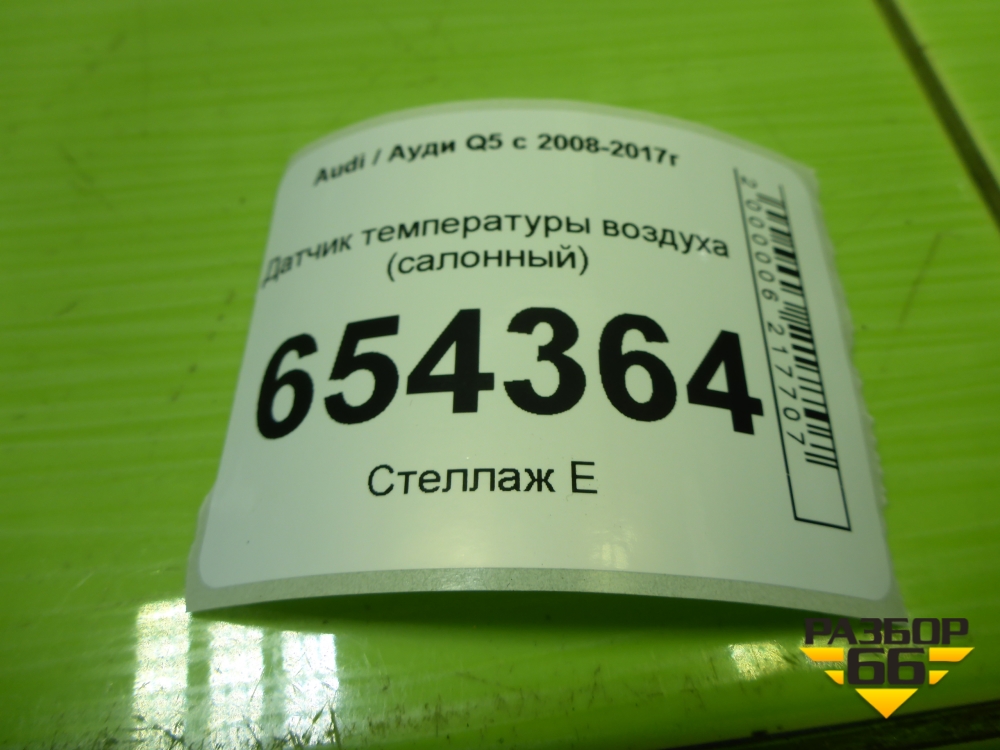 Audi / Ауди Q5 с 2008-2017г
Датчик температуры воздуха
(салонный)
654364
Стеллаж Е
2000006217707
РАЗБОР
66